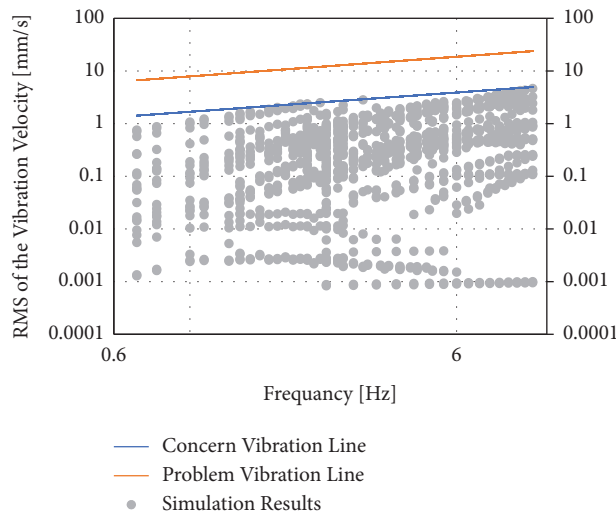 RMS of the Vibration Velocity [mm/s]
100 100
10 10
1 1
0.1 0.1
0.01 0.01
0.001 0.001
0.0001 0.0001
0.6 6
Frequancy [Hz]
Concern Vibration Line
Problem Vibration Line
Simulation Results